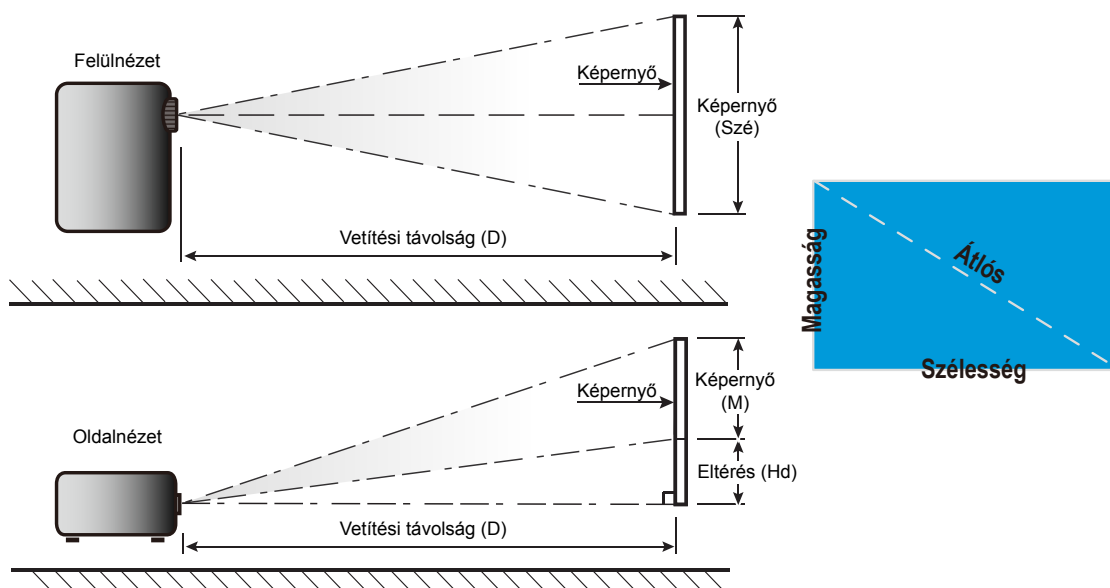 Felülnézet
Képernyő
Képernyő
(Szé)
Vetítési távolság (D)
Magasság
Átlós
Szélesség
Képernyő
Képernyő
(M)
Oldalnézet
Eltérés (Hd)
Vetítési távolság (D)